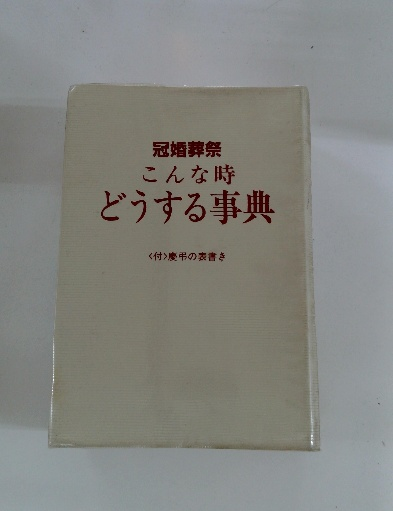 冠婚葬祭
こんな時
どうする事典
〈付〉慶弔の表書き